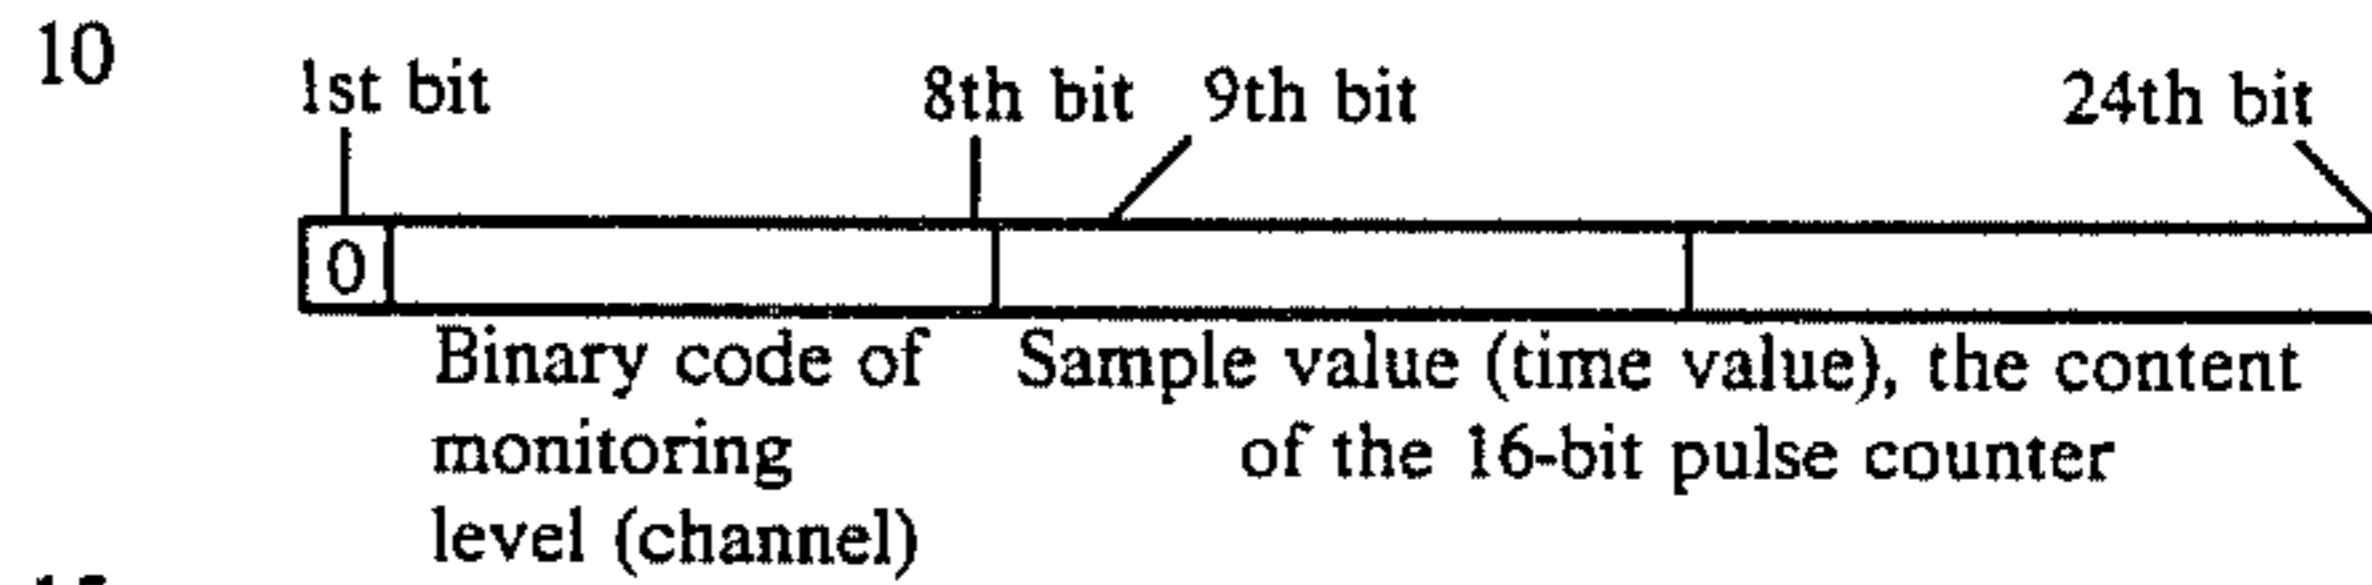 10
1st bit 8th bit 9th bit 24th bit
0
Binary code of Sample value (time value), the content
monitoring of the 16-bit pulse counter
level (channel)